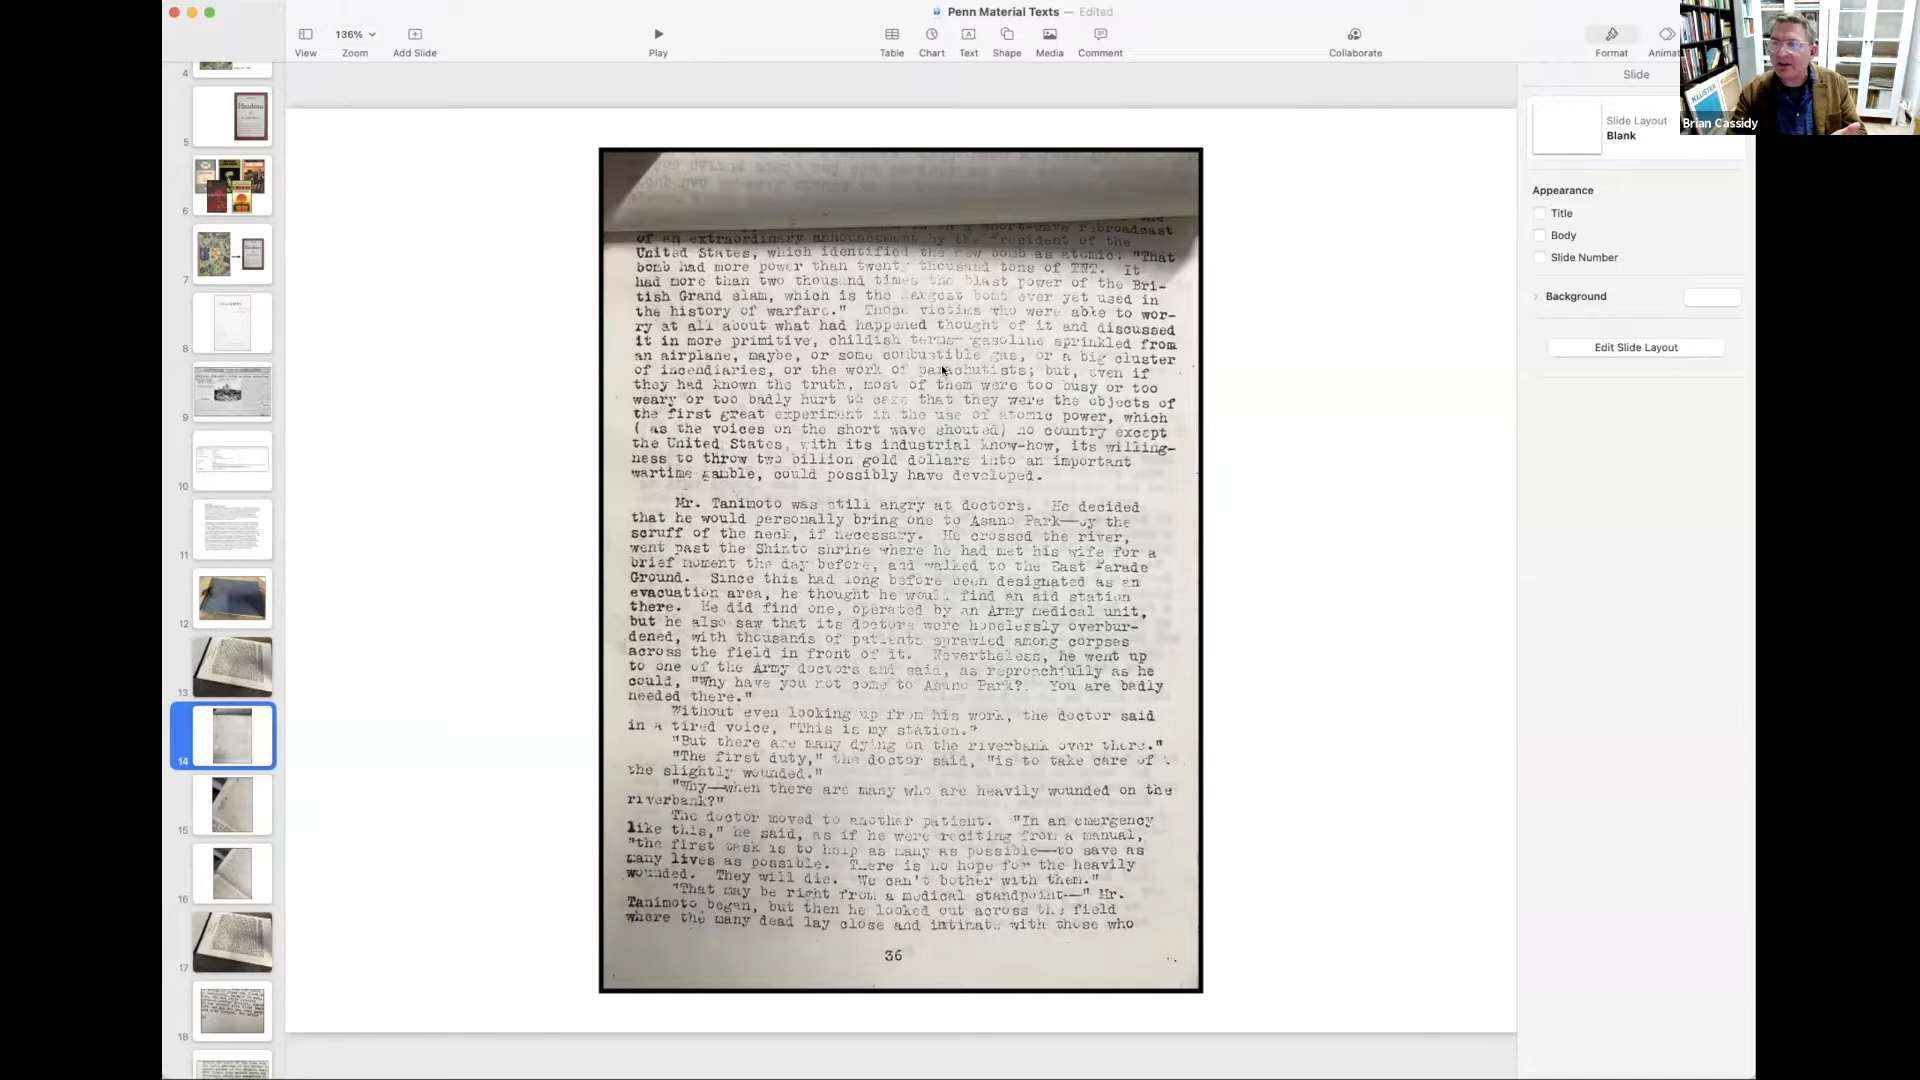 Penn Material Texts — Edited
136%
View Zoom Add Slide Play Table Chart Text Shape Media Comment Collaborate Format Animat
Slide
Brian Cassidy
Slide Layout
Blank
Appearance
Title
Body
Slide Number
Background
Edit Slide Layout
4
5
6
7
8
9
10
11
12
13
14
15
16
17
18
Hiroshima
a short-wave rebroadcast
of an extraordinary announcement by the President of the
United States, which identified the new bomb as atomic: "That
bomb had more power than twenty thousand tons of TNT. It
had more than two thousand times the blast power of the Bri-
tish Grand slam, which is the largest bomb ever yet used in
the history of warfare." Those victims who were able to wor-
ry at all about what had happened thought of it and discussed
it in more primitive, childish terms- gasoline sprinkled from
an airplane, maybe, or some combustible gas, or a big cluster
of incendiaries, or the work of parachutists; but, even if
they had known the truth, most of them were too busy or too
weary or too badly hurt to care that they were the objects of
the first great experiment in the use of atomic power, which
( as the voices on the short wave shouted) no country except
the United States, with its industrial know-how, its willing-
ness to throw two billion gold dollars into an important
wartime gamble, could possibly have developed.
Mr. Tanimoto was still angry at doctors. He decided
that he would personally bring one to Asano Park—by the
scruff of the neck, if necessary. He crossed the river,
went past the Shinto shrine where he had met his wife for a
brief moment the day before, and walked to the East Parade
Ground. Since this had long before been designated as an
evacuation area, he thought he would find an aid station
there. He did find one, operated by an Army medical unit,
but he also saw that its doctors were hopelessly overbur-
dened, with thousands of patients sprawled among corpses
across the field in front of it. Nevertheless, he went up
to one of the Army doctors and said, as reproachfully as he
could, "Why have you not come to Asano Park?. You are badly
needed there."
Without even looking up from his work, the doctor said
in a tired voice, "This is my station."
"But there are many dying on the riverbank over there."
"The first duty," the doctor said, "is to take care of
the slightly wounded."
"Why—when there are many who are heavily wounded on the
riverbank?"
The doctor moved to another patient. "In an emergency
like this," he said, as if he were reciting from a manual,
"the first task is to help as many as possible—to save as
many lives as possible. There is no hope for the heavily
wounded. They will die. We can't bother with them."
"That may be right from a medical standpoint—" Mr.
Tanimoto began, but then he looked out across the field
where the many dead lay close and intimate with those who
36